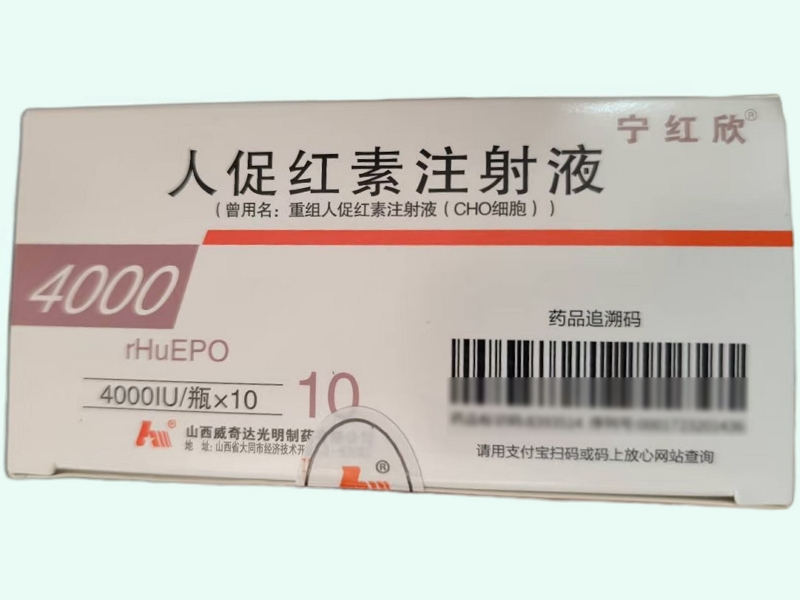 宁红欣®
人促红素注射液
（曾用名：重组人促红素注射液（CHO细胞））
4000
药品追溯码
rHuEPO
4000IU/瓶×10
10
山西威奇达光明制药
地 址：山西省大同市经济技术开
®
请用支付宝扫码或码上放心网站查询